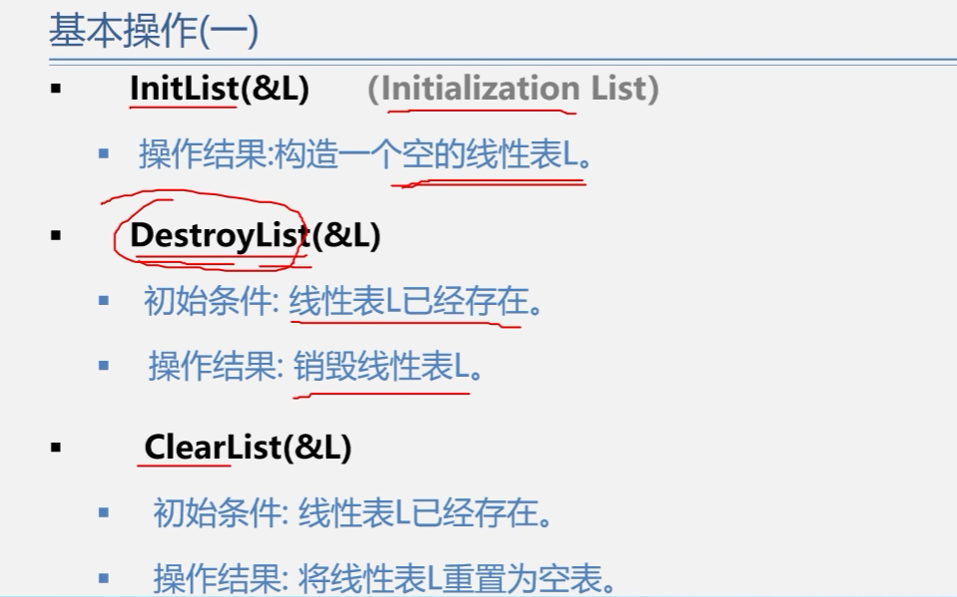 基本操作(一)
InitList(&L) (Initialization List)
操作结果:构造一个空的线性表L。
DestroyList(&L)
初始条件: 线性表L已经存在。
操作结果: 销毁线性表L。
ClearList(&L)
初始条件: 线性表L已经存在。
操作结果: 将线性表L重置为空表。